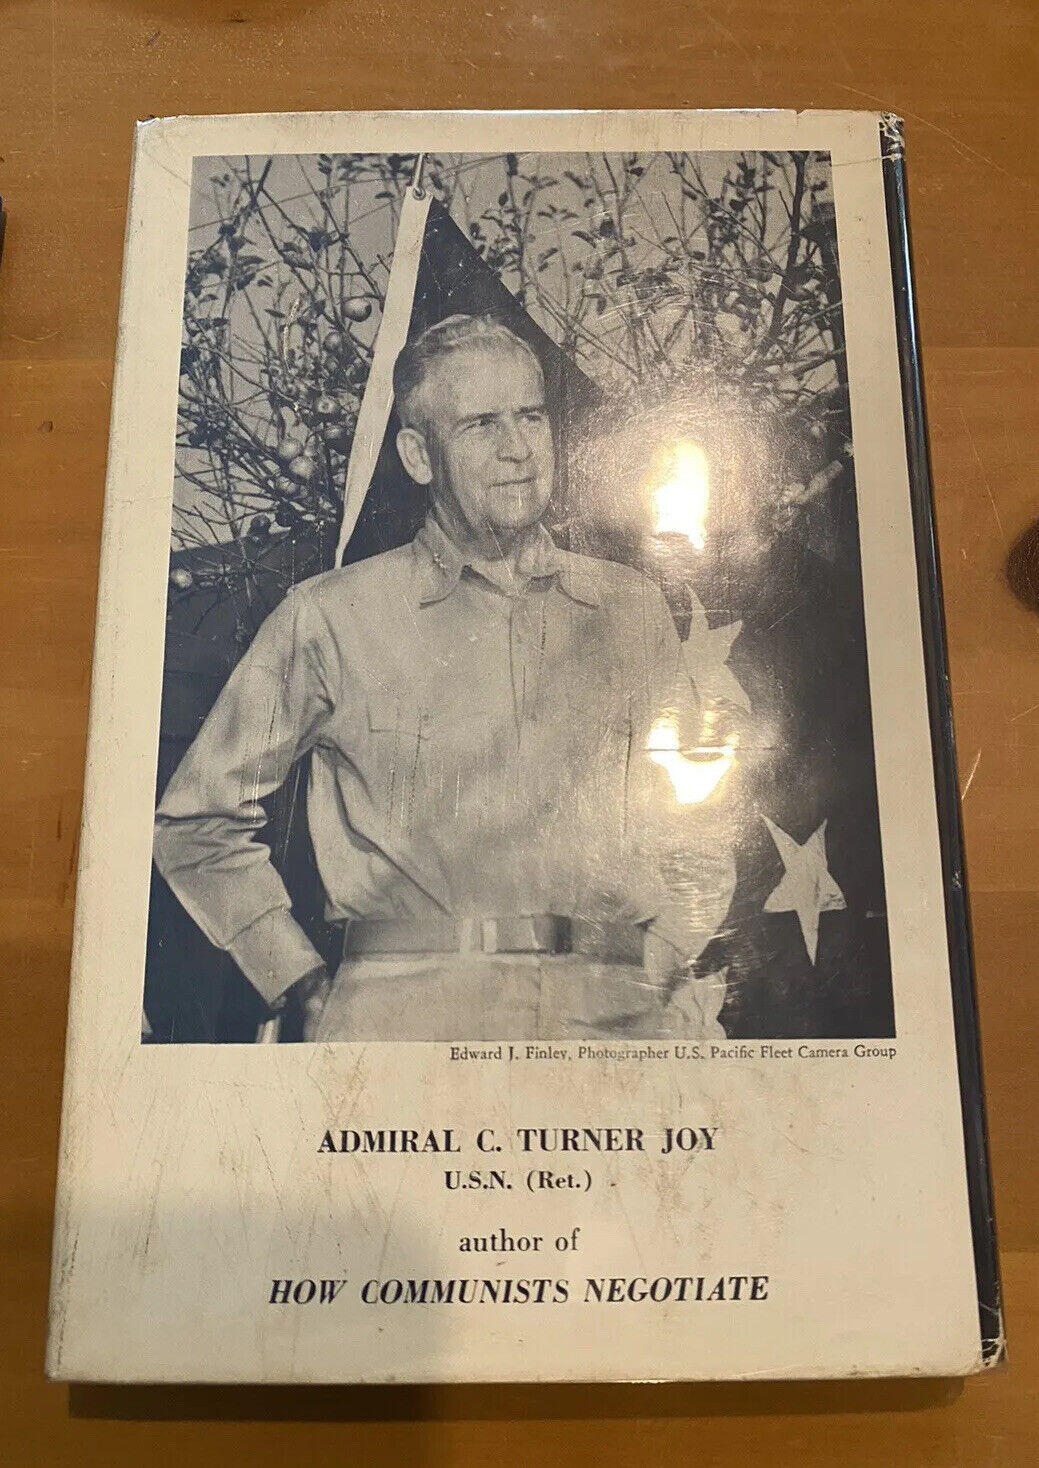 Edward J. Finley, Photographer U.S. Pacific Fleet Camera Group
ADMIRAL C. TURNER JOY
U.S.N. (Ret.)
author of
HOW COMMUNISTS NEGOTIATE